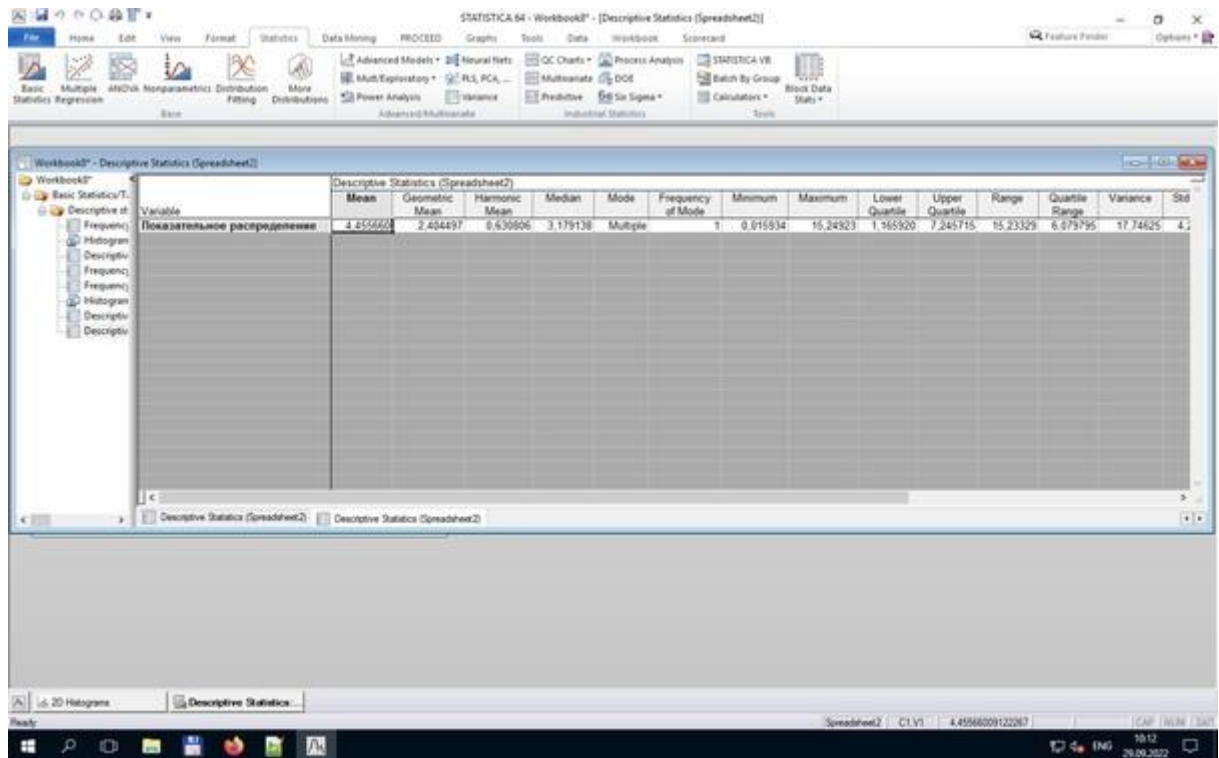 STATISTICA 64 - Workbook8* - [Descriptive Statistics (Spreadsheet2)]
File Home Edit View Format Statistics Data Mining PROCEED Graphs Tools Data Workbook Scorecard Feature Finder Options
Advanced Models Neural Nets QC Charts Process Analysis STATISTICA VB
Mult/Exploratory PLS, PCA, ... Multivariate DOE Batch By Group
Power Analysis Variance Predictive Six Sigma Calculators
Basic Statistics Multiple Regression ANOVA Nonparametrics Distribution Fitting More Distributions Block Data Stats
Base Advanced/Multivariate Industrial Statistics Tools
Workbook8* - Descriptive Statistics (Spreadsheet2)
Workbook8*
Basic Statistics/T
Descriptive st
Frequenc
Histogran
Descriptiv
Frequenc
Frequenc
Histogran
Descriptiv
Descriptiv
Descriptive Statistics (Spreadsheet2)
Variable Mean Geometric Mean Harmonic Mean Median Mode Frequency of Mode Minimum Maximum Lower Quartile Upper Quartile Range Quartile Range Variance Std
Показательное распределение 4.455660 2.404497 0.630806 3.179138 Multiple 1 0.015934 15.24923 1.165920 7.245715 15.23329 6.079795 17.74625 4.2
Descriptive Statistics (Spreadsheet2) Descriptive Statistics (Spreadsheet2)
2D Histograms Descriptive Statistics...
Ready Spreadsheet2 C1,V1 4.45566009122267 CAP NUM
ENG 10:12
29.09.2022